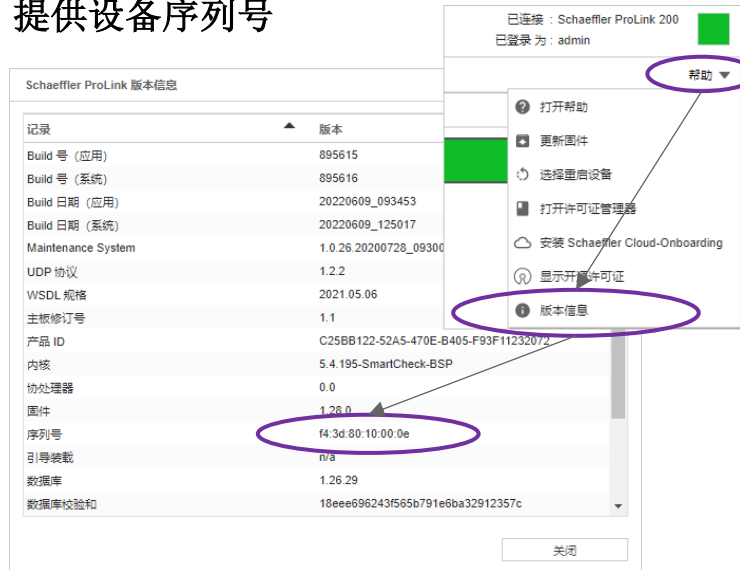 提供设备序列号
已连接 : Schaeffler ProLink 200
已登录 为 : admin
帮助
打开帮助
更新固件
选择重启设备
打开许可证管理器
安装 Schaeffler Cloud-Onboarding
显示开源许可证
版本信息
Schaeffler ProLink 版本信息
记录 版本
Build 号 (应用) 895615
Build 号 (系统) 895616
Build 日期 (应用) 20220609_093453
Build 日期 (系统) 20220609_125017
Maintenance System 1.0.26.20200728_09300
UDP 协议 1.2.2
WSDL 规格 2021.05.06
主板修订号 1.1
产品 ID C25BB122-52A5-470E-B405-F93F11232072
内核 5.4.195-SmartCheck-BSP
协处理器 0.0
固件 1.28.0
序列号 f4:3d:80:10:00:0e
引导装载 n/a
数据库 1.26.29
数据库校验和 18eee696243f565b791e6ba32912357c
关闭